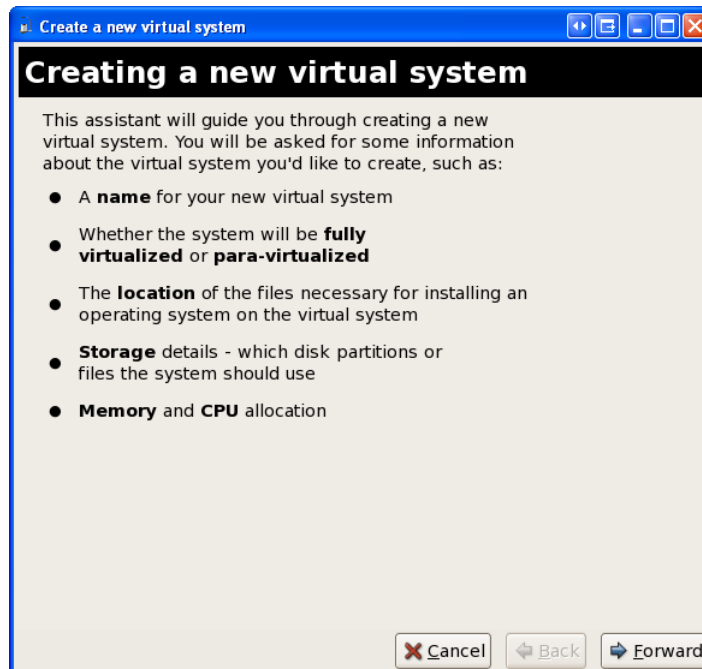 Create a new virtual system
Creating a new virtual system
This assistant will guide you through creating a new
virtual system. You will be asked for some information
about the virtual system you'd like to create, such as:
● A name for your new virtual system
● Whether the system will be fully
virtualized or para-virtualized
● The location of the files necessary for installing an
operating system on the virtual system
● Storage details - which disk partitions or
files the system should use
● Memory and CPU allocation
Cancel Back Forward